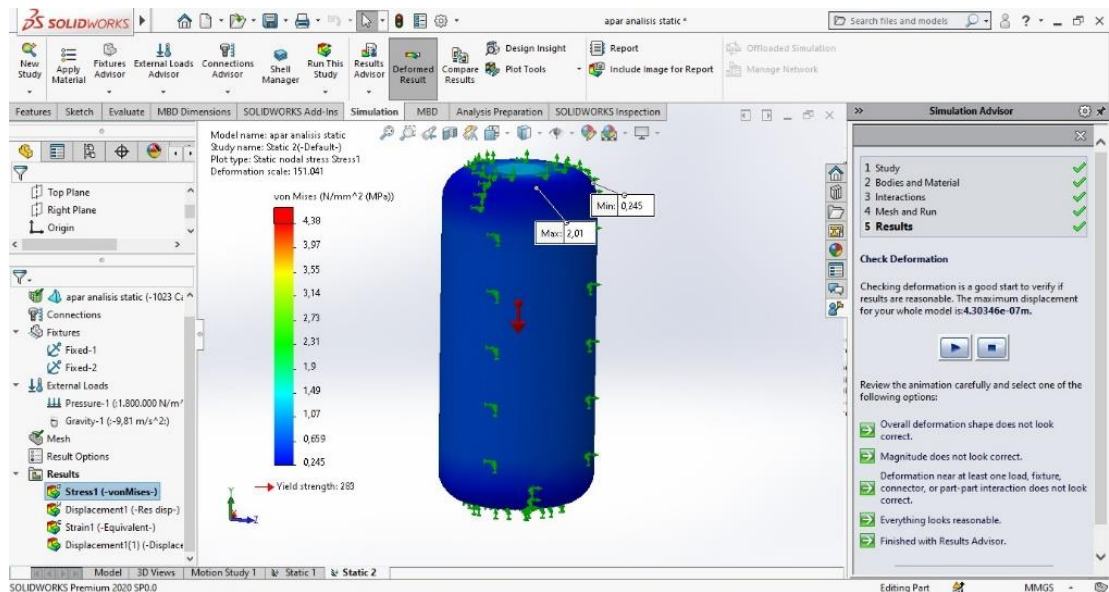 SOLIDWORKS
apar analisis static *
Search files and models
New Study
Apply Material
Fixtures Advisor
External Loads Advisor
Connections Advisor
Shell Manager
Run This Study
Results Advisor
Deformed Result
Compare Results
Design Insight
Plot Tools
Report
Include Image for Report
Offloaded Simulation
Manage Network
Features
Sketch
Evaluate
MBD Dimensions
SOLIDWORKS Add-Ins
Simulation
MBD
Analysis Preparation
SOLIDWORKS Inspection
Top Plane
Right Plane
Origin
apar analisis static (-1023 Ca
Connections
Fixtures
Fixed-1
Fixed-2
External Loads
Pressure-1 (:1.800.000 N/m^
Gravity-1 (:-9,81 m/s^2:)
Mesh
Result Options
Results
Stress1 (-vonMises-)
Displacement1 (-Res disp-)
Strain1 (-Equivalent-)
Displacement1{1} (-Displace
Model name: apar analisis static
Study name: Static 2(-Default-)
Plot type: Static nodal stress Stress1
Deformation scale: 151.041
von Mises (N/mm^2 (MPa))
4,38
3,97
3,55
3,14
2,73
2,31
1,9
1,49
1,07
0,659
0,245
Yield strength: 283
Min: 0,245
Max: 2,01
Y
Z
Simulation Advisor
1 Study
2 Bodies and Material
3 Interactions
4 Mesh and Run
5 Results
Check Deformation
Checking deformation is a good start to verify if
results are reasonable. The maximum displacement
for your whole model is:4.30346e-07m.
Review the animation carefully and select one of the
following options:
Overall deformation shape does not look
correct.
Magnitude does not look correct.
Deformation near at least one load, fixture,
connector, or part-part interaction does not look
correct.
Everything looks reasonable.
Finished with Results Advisor.
Model
3D Views
Motion Study 1
Static 1
Static 2
SOLIDWORKS Premium 2020 SP0.0
Editing Part
MMGS